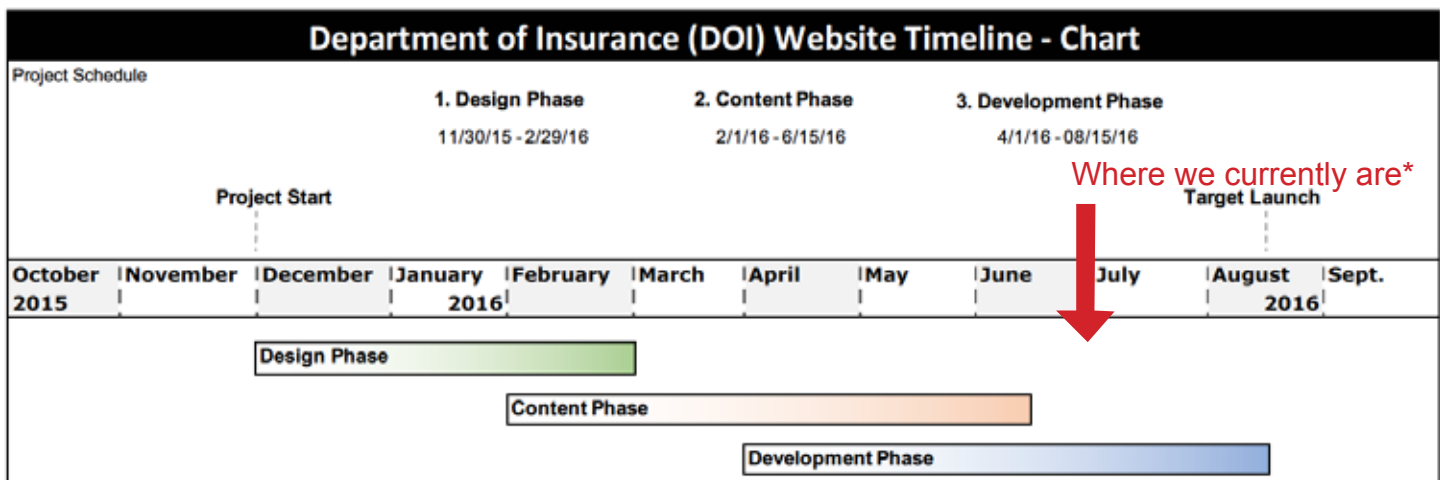 Department of Insurance (DOI) Website Timeline - Chart
Project Schedule
1. Design Phase 2. Content Phase 3. Development Phase
11/30/15 - 2/29/16 2/1/16 - 6/15/16 4/1/16 - 08/15/16
Where we currently are*
Project Start Target Launch
October November December January February March April May June July August Sept.
2015 2016 2016
Design Phase
Content Phase
Development Phase